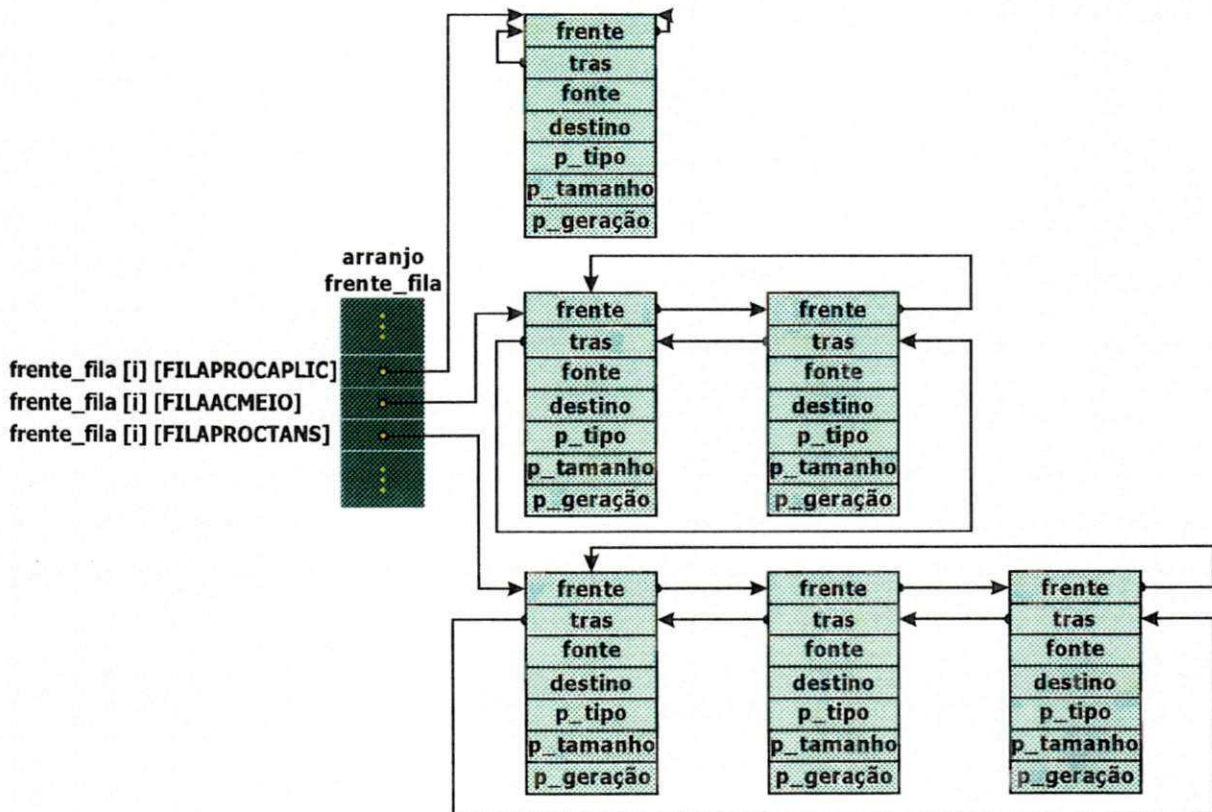 frente
tras
fonte
destino
p_tipo
p_tamanho
p_geração
arranjo
frente_fila
frente_fila [i] [FILAPROCAPLIC]
frente_fila [i] [FILAACMEIO]
frente_fila [i] [FILAPROCTANS]
frente
tras
fonte
destino
p_tipo
p_tamanho
p_geração
frente
tras
fonte
destino
p_tipo
p_tamanho
p_geração
frente
tras
fonte
destino
p_tipo
p_tamanho
p_geração
frente
tras
fonte
destino
p_tipo
p_tamanho
p_geração
frente
tras
fonte
destino
p_tipo
p_tamanho
p_geração